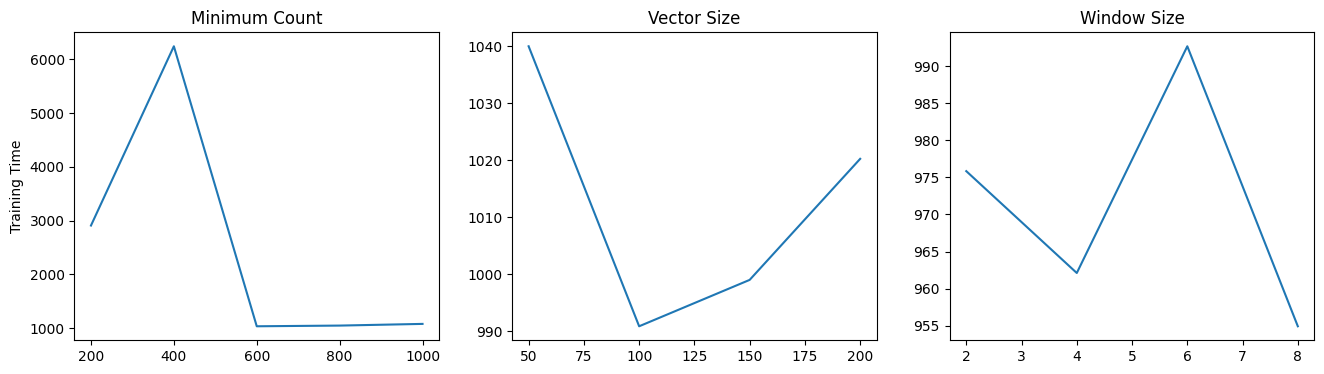 Minimum Count
Training Time
6000
5000
4000
3000
2000
1000
200 400 600 800 1000
Vector Size
1040
1030
1020
1010
1000
990
50 75 100 125 150 175 200
Window Size
990
985
980
975
970
965
960
955
2 3 4 5 6 7 8